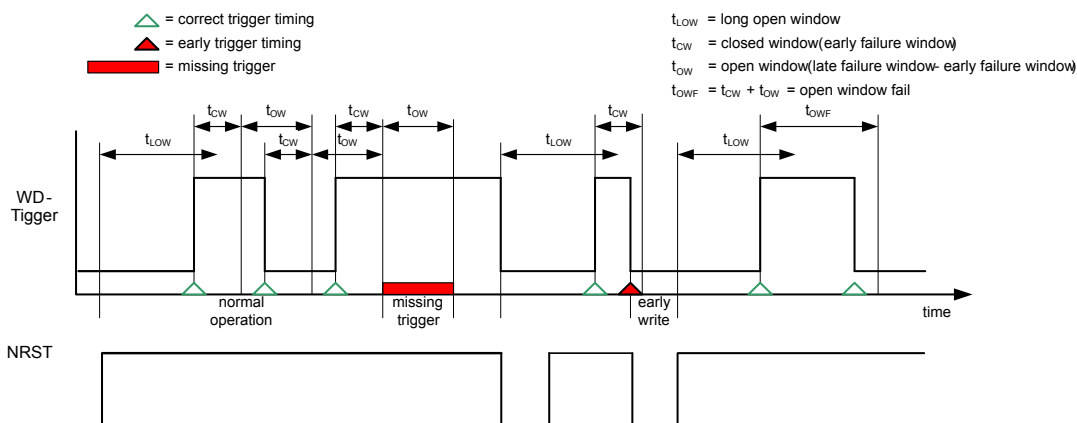 = correct trigger timing
= early trigger timing
= missing trigger
tLOW = long open window
tCW = closed window(early failure window)
tOW = open window(late failure window- early failure window)
tOWF = tCW + tOW = open window fail
tCW tOW tCW tOW tCW tOWF
tLOW tCW tOW tLOW tLOW
WD-
Tigger
normal
operation
missing
trigger
early
write
time
NRST